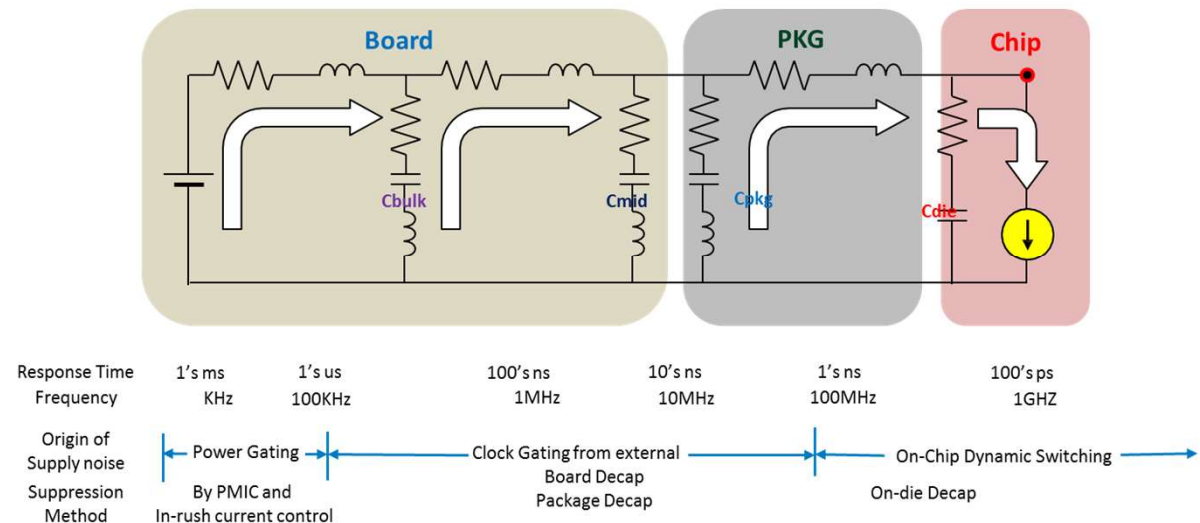 Board
PKG
Chip
Cbulk
Cmid
Cpkg
Cdie
Response Time 1's ms 1's us 100's ns 10's ns 1's ns 100's ps
Frequency KHz 100KHz 1MHz 10MHz 100MHz 1GHZ
Origin of
Supply noise
Power Gating
Clock Gating from external
On-Chip Dynamic Switching
Suppression
Method
By PMIC and
In-rush current control
Board Decap
Package Decap
On-die Decap